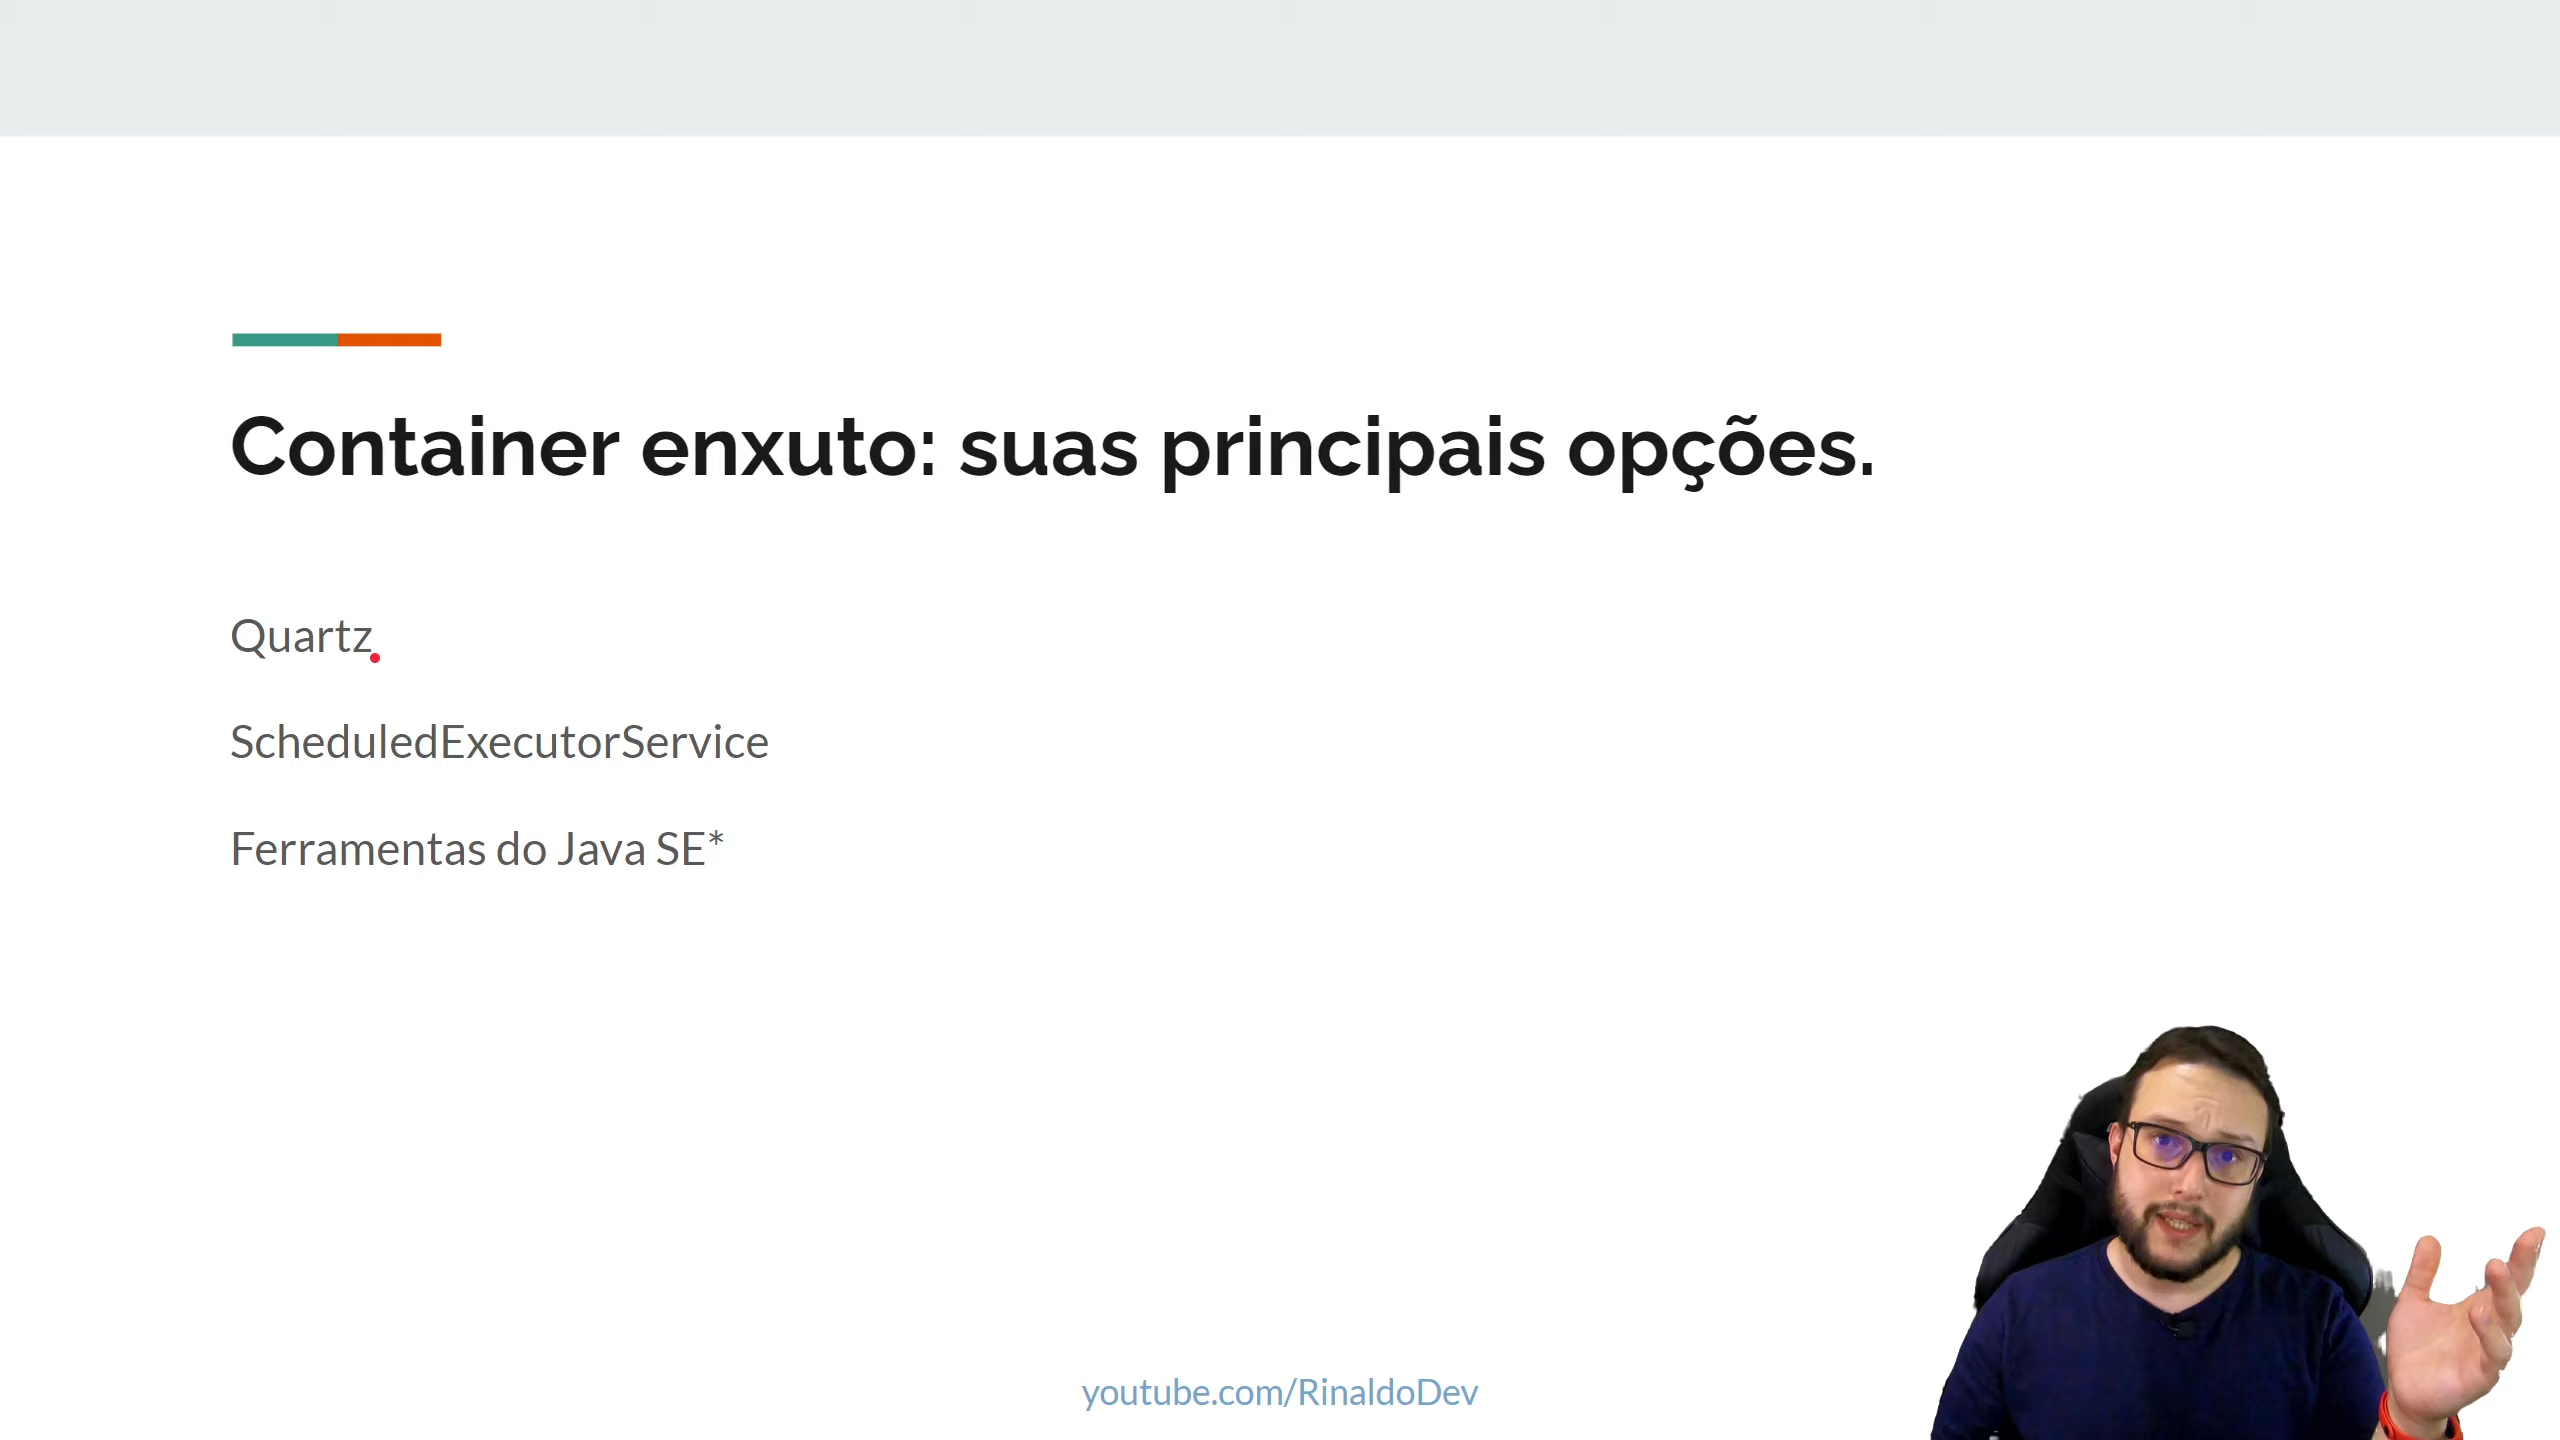 Container enxuto: suas principais opções.
Quartz
ScheduledExecutorService
Ferramentas do Java SE*
youtube.com/RinaldoDev